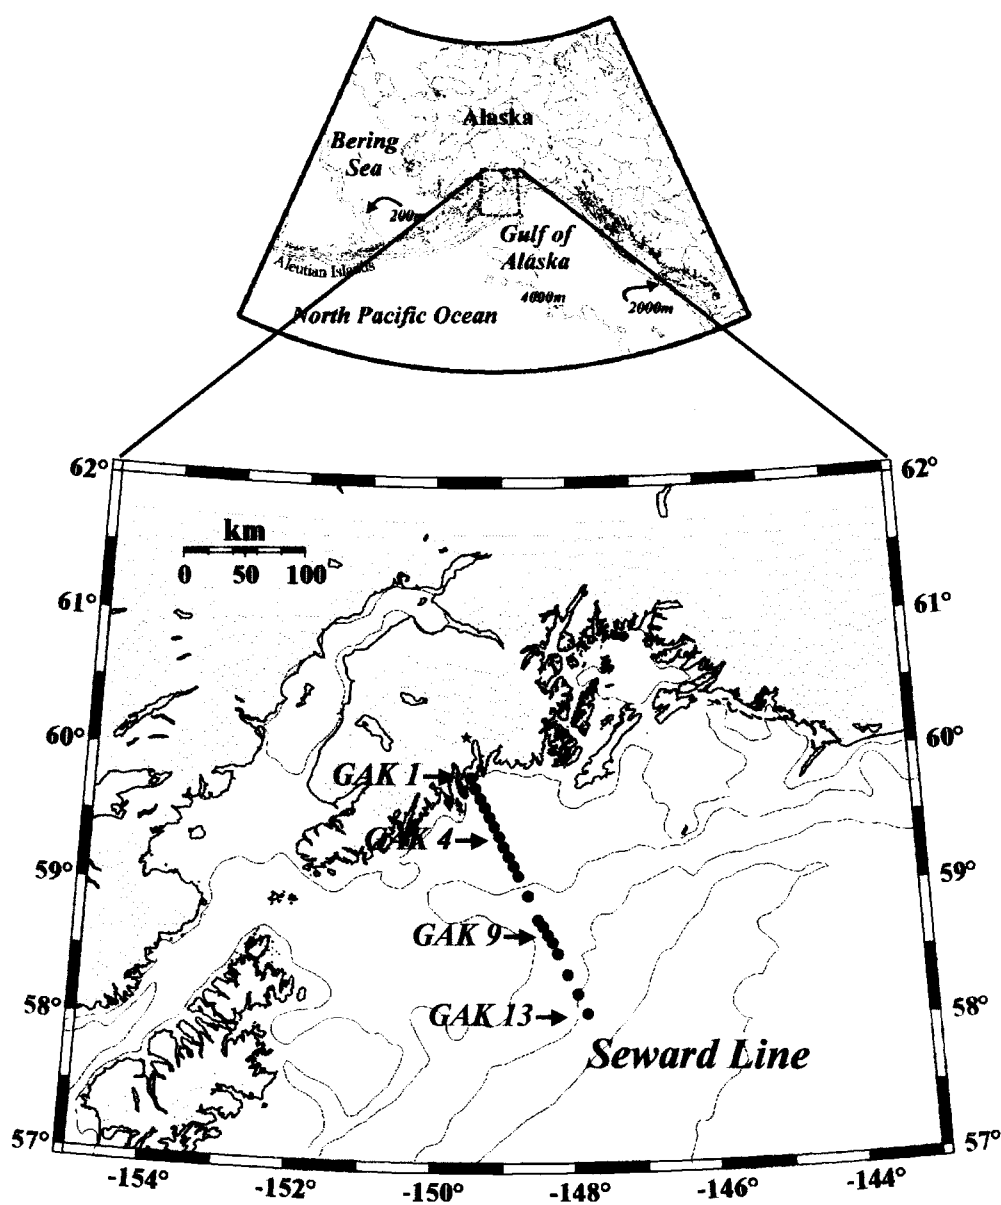 Alaska
Bering
Sea
200m
Gulf of
Alaska
Aleutian Islands
4000m
2000m
North Pacific Ocean
62°
62°
km
0 50 100
61°
61°
60°
60°
GAK 1
GAK 4
59°
59°
GAK 9
58°
58°
GAK 13
Seward Line
57°
57°
-154°
-152°
-150°
-148°
-146°
-144°